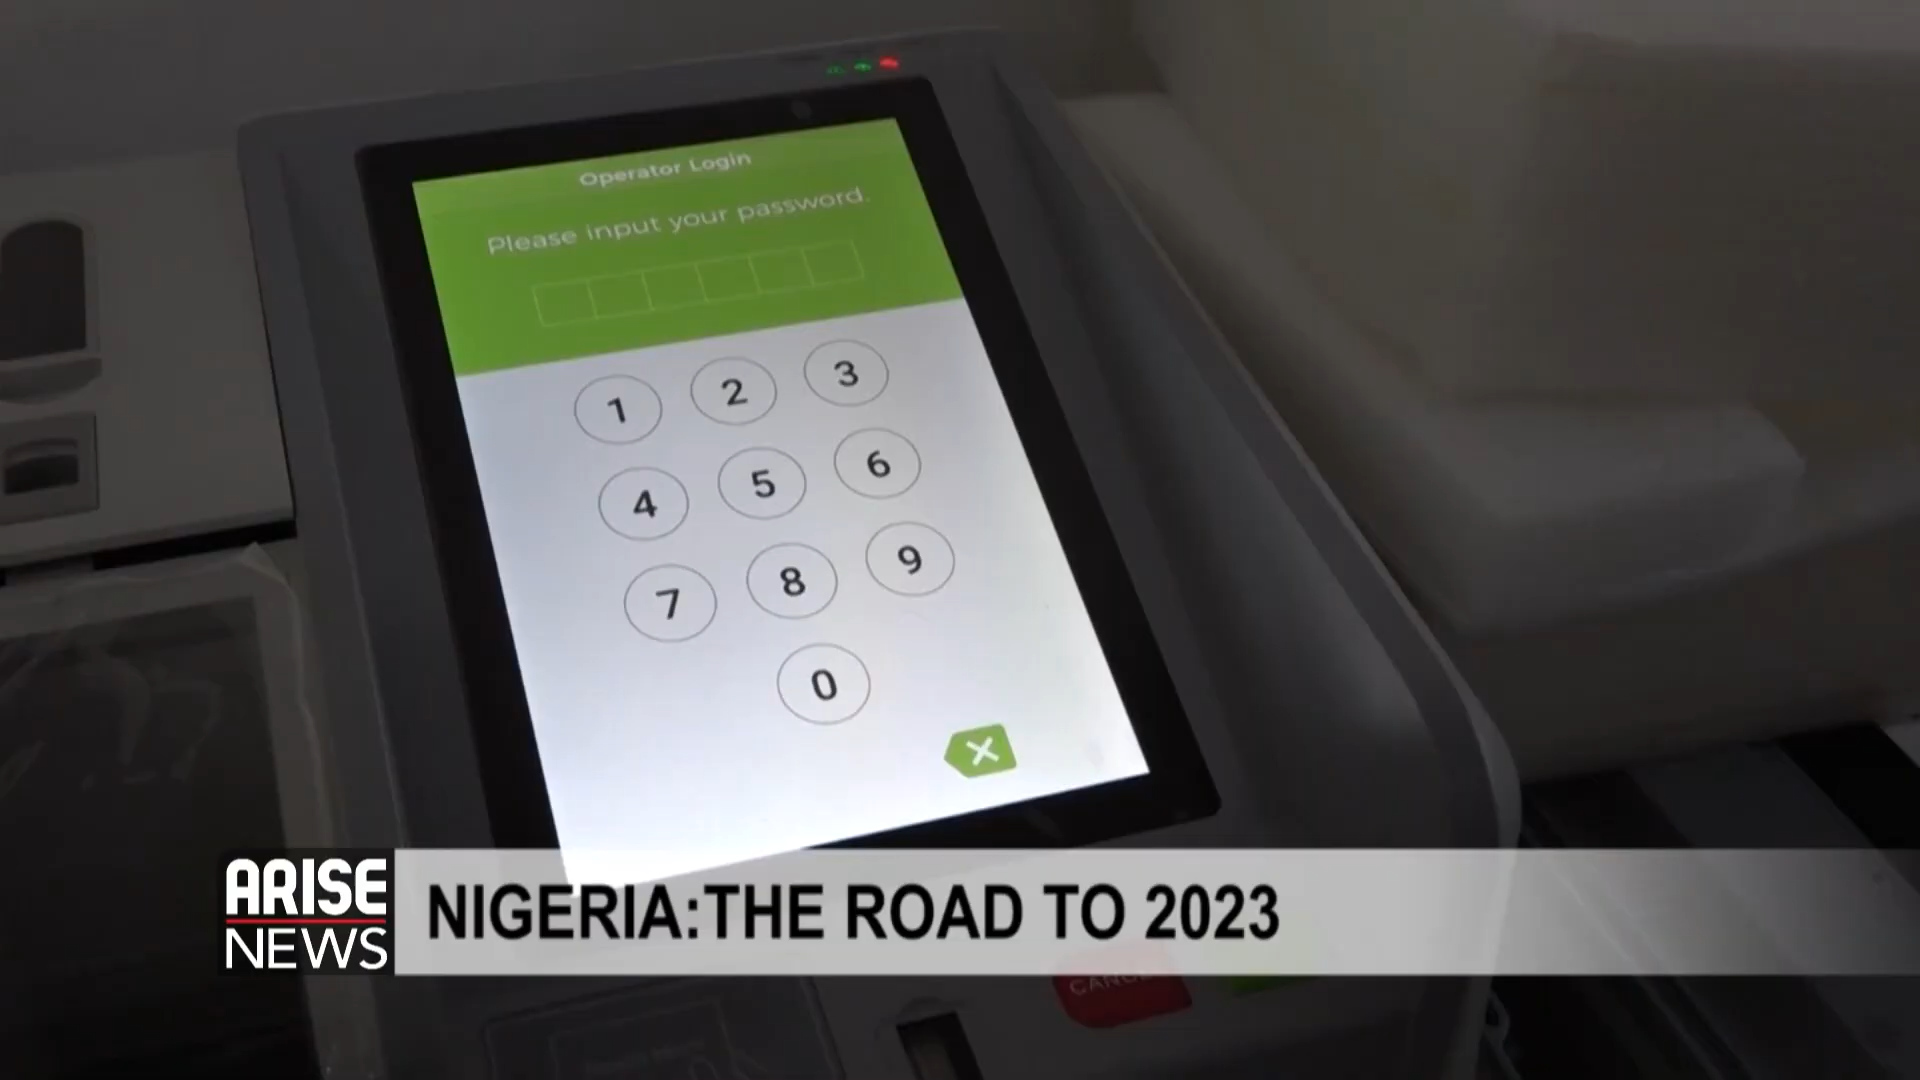 Operator Login
Please input your password.
1 2 3
4 5 6
7 8 9
0
ARISE
NEWS
NIGERIA:THE ROAD TO 2023